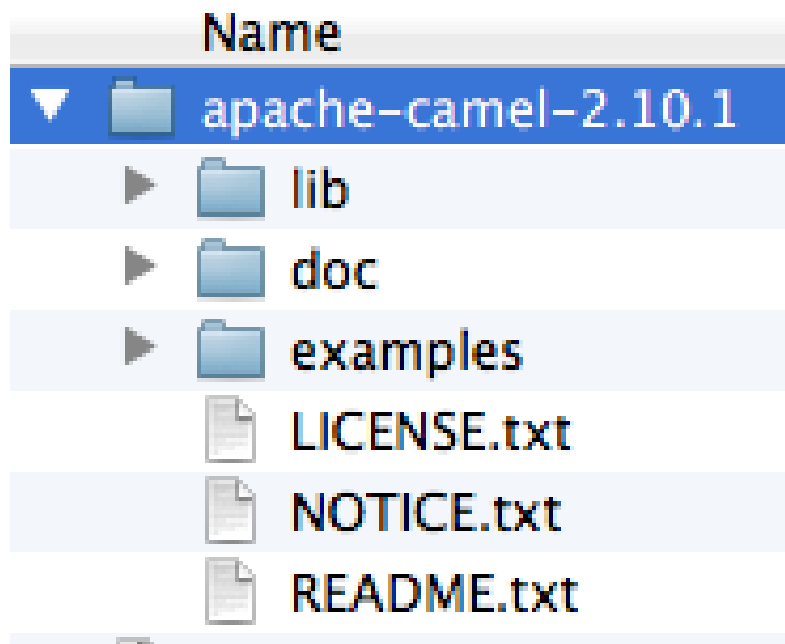 Name
apache-camel-2.10.1
lib
doc
examples
LICENSE.txt
NOTICE.txt
README.txt